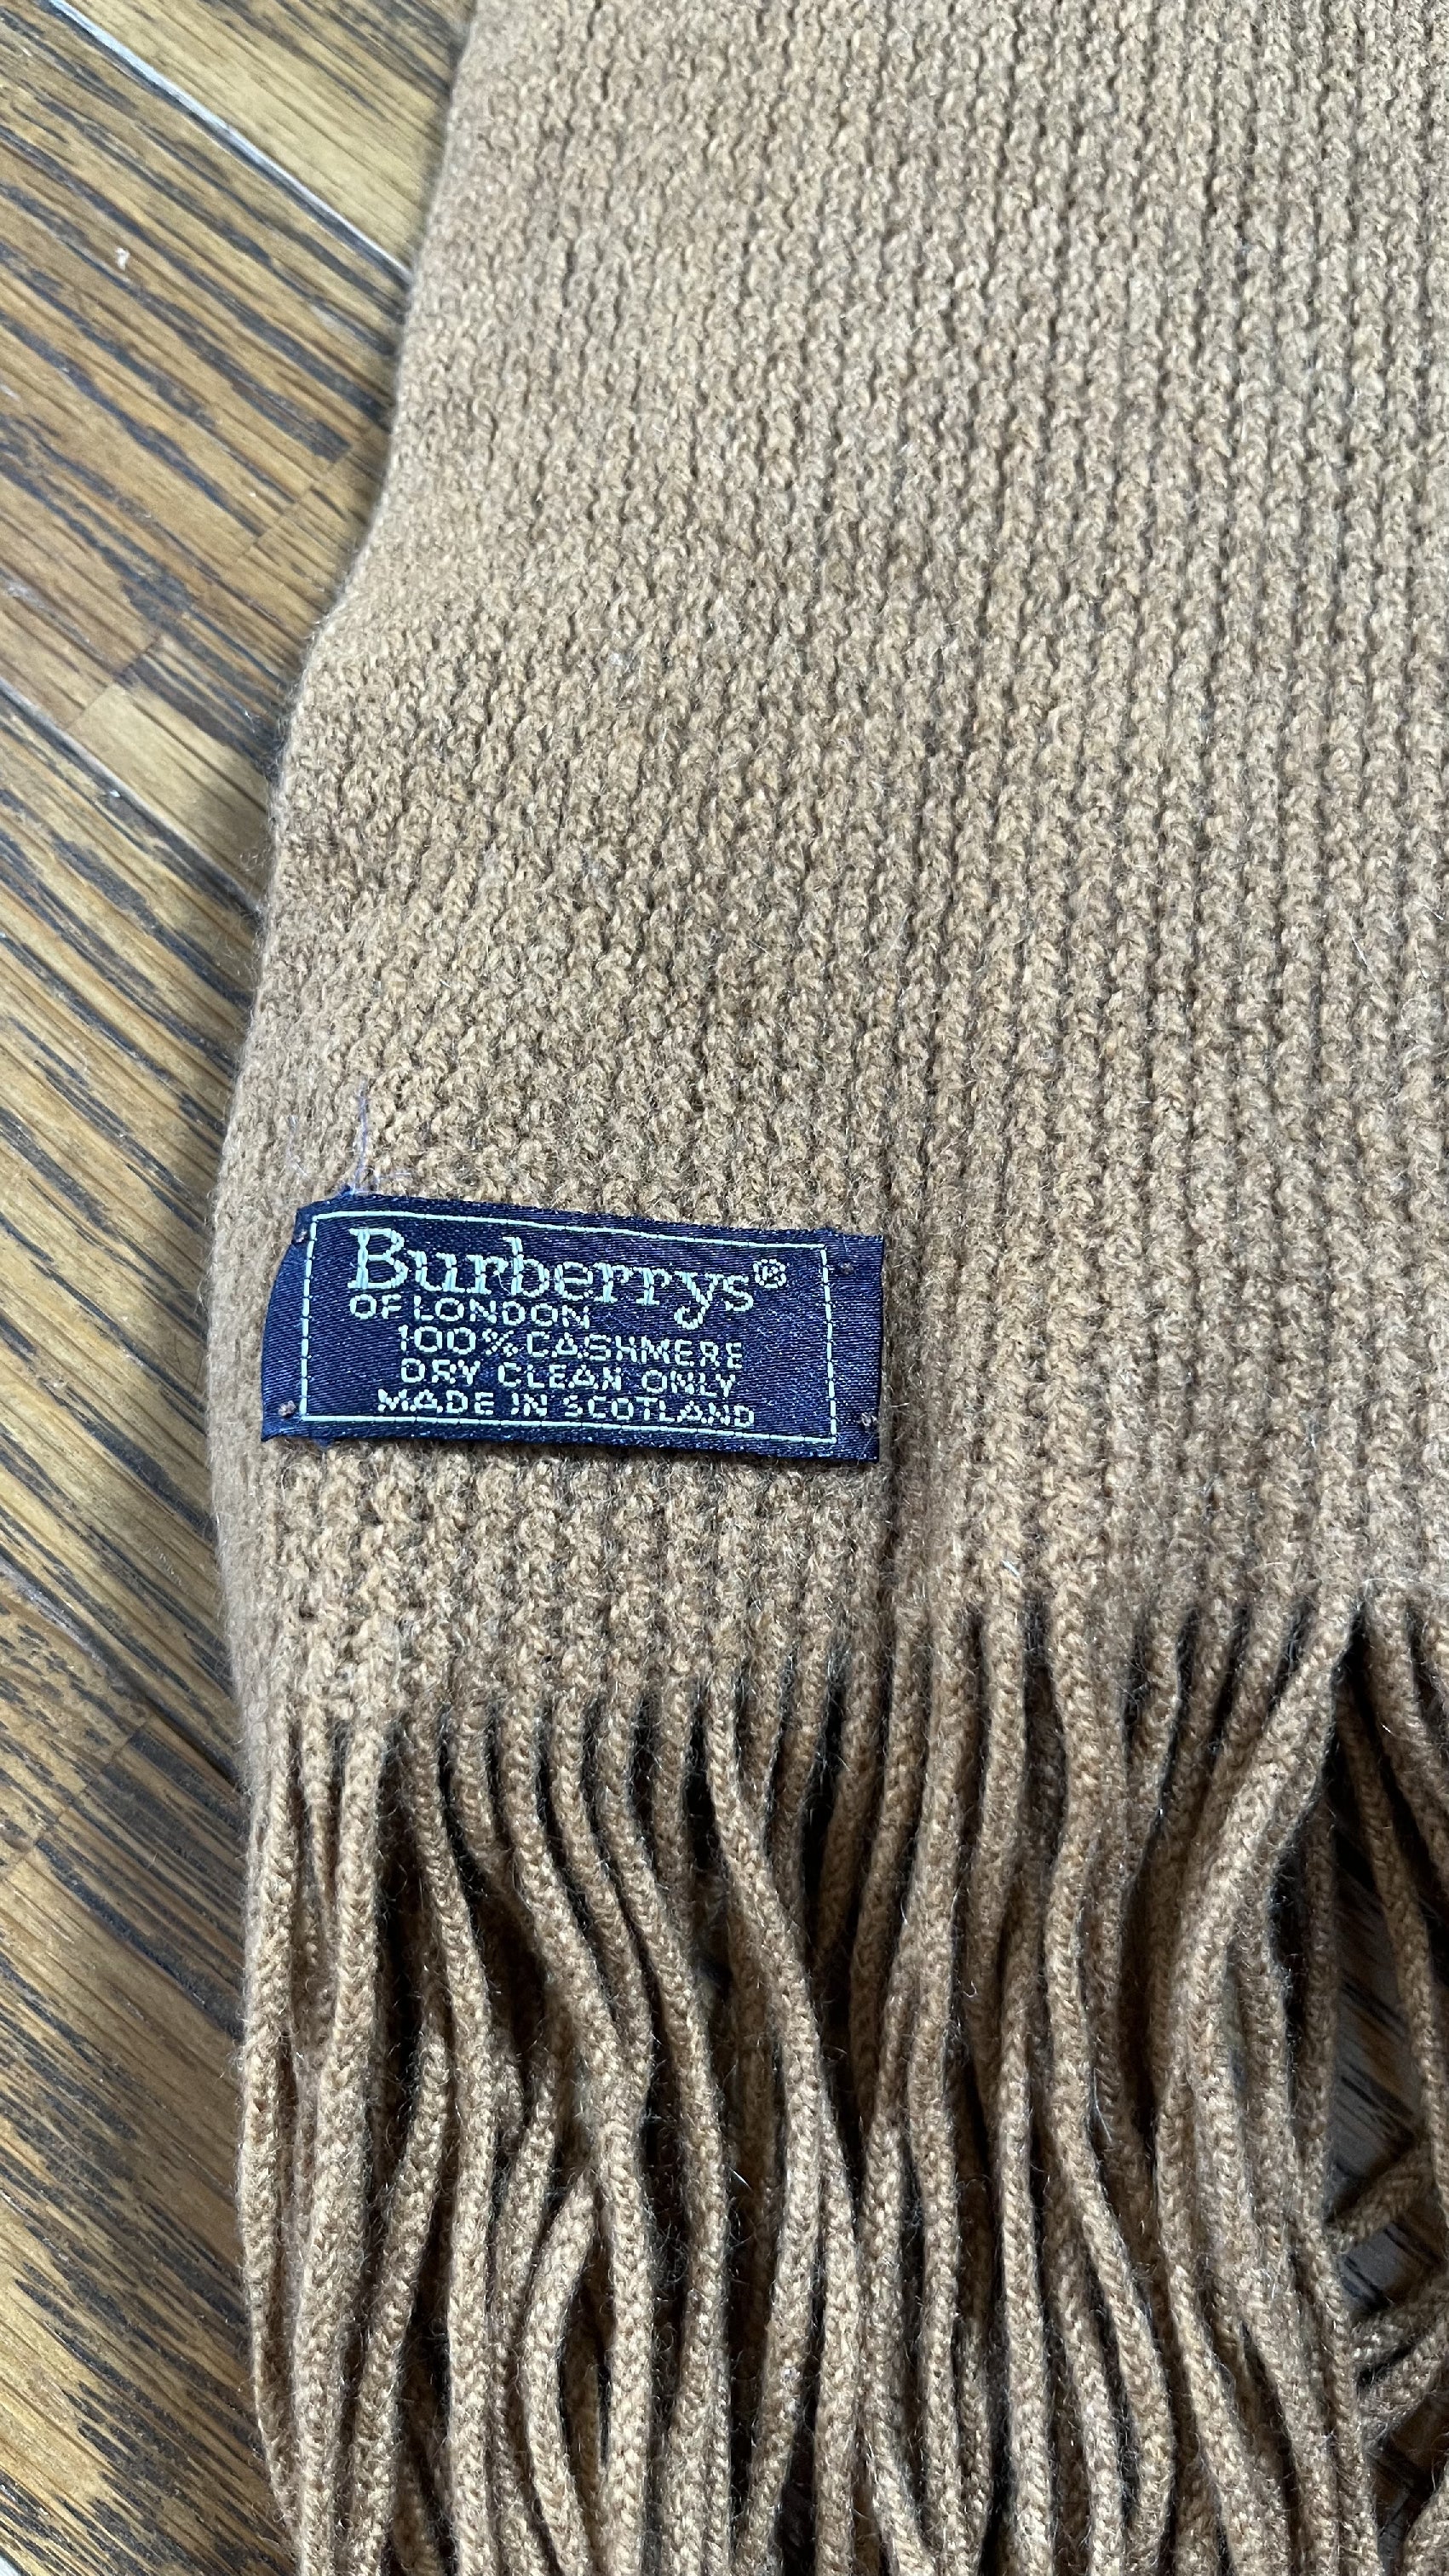 Burberrys®
OF LONDON
100% CASHMERE
DRY CLEAN ONLY
MADE IN SCOTLAND